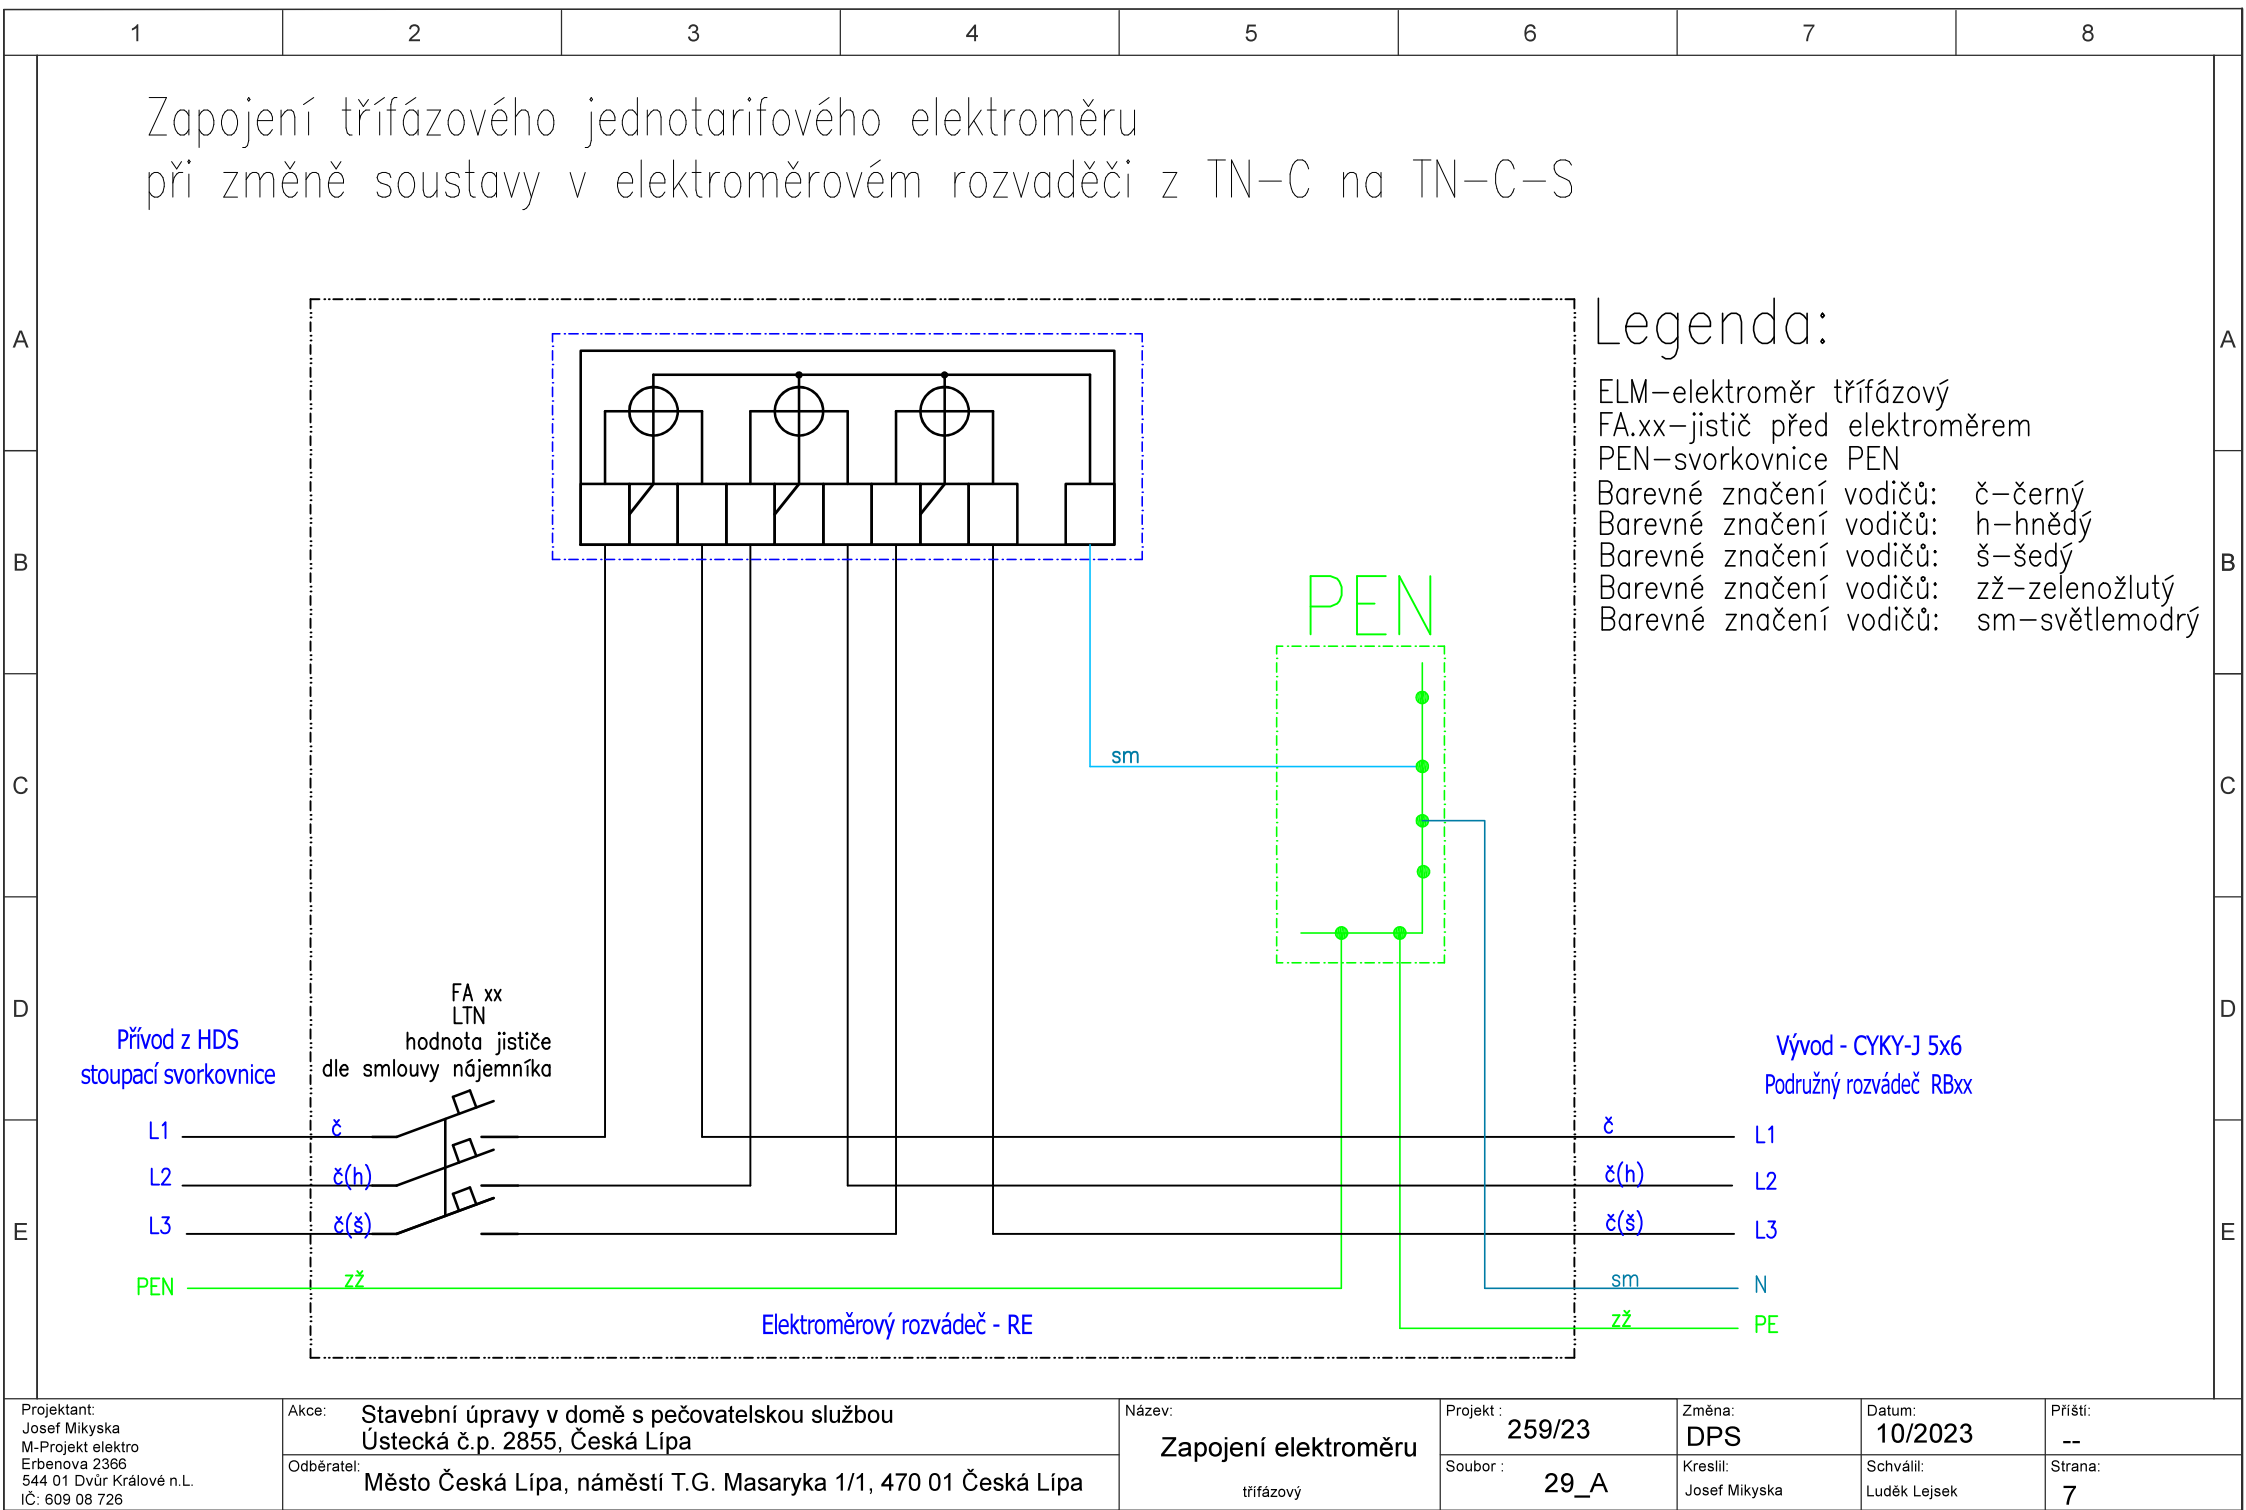 1 2 3 4 5 6 7 8
Zapojení třífázového jednotarifového elektroměru
při změně soustavy v elektroměrovém rozvaděči z TN-C na TN-C-S
A
B
C
D
E
A
B
C
D
E
Legenda:
ELM-elektroměr třífázový
FA.xx-jistič před elektroměrem
PEN-svorkovnice PEN
Barevné značení vodičů: č-černý
Barevné značení vodičů: h-hnědý
Barevné značení vodičů: š-šedý
Barevné značení vodičů: zž-zelenožlutý
Barevné značení vodičů: sm-světlemodrý
PEN
sm
FA xx
LTN
hodnota jističe
dle smlouvy nájemníka
Přívod z HDS
stoupací svorkovnice
L1 č
L2 č(h)
L3 č(š)
PEN zž
Elektroměrový rozváděč - RE
Vývod - CYKY-J 5x6
Podružný rozváděč RBxx
č L1
č(h) L2
č(š) L3
sm N
zž PE
Projektant:
Josef Mikyska
M-Projekt elektro
Erbenova 2366
544 01 Dvůr Králové n.L.
IČ: 609 08 726
Akce: Stavební úpravy v domě s pečovatelskou službou
Ústecká č.p. 2855, Česká Lípa
Odběratel: Město Česká Lípa, náměstí T.G. Masaryka 1/1, 470 01 Česká Lípa
Název:
Zapojení elektroměru
třífázový
Projekt : 259/23
Soubor : 29_A
Změna:
DPS
Kreslil:
Josef Mikyska
Datum:
10/2023
Schválil:
Luděk Lejsek
Příští:
--
Strana:
7